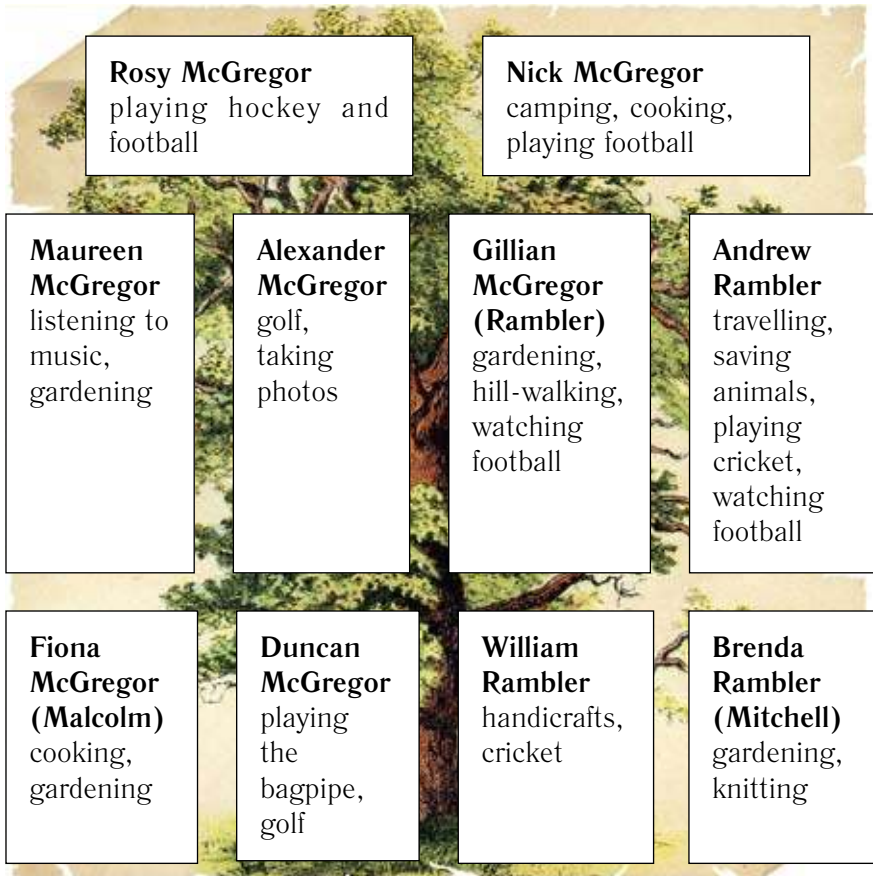 Rosy McGregor
playing hockey and
football
Nick McGregor
camping, cooking,
playing football
Maureen
McGregor
listening to
music,
gardening
Alexander
McGregor
golf,
taking
photos
Gillian
McGregor
(Rambler)
gardening,
hill-walking,
watching
football
Andrew
Rambler
travelling,
saving
animals,
playing
cricket,
watching
football
Fiona
McGregor
(Malcolm)
cooking,
gardening
Duncan
McGregor
playing
the
bagpipe,
golf
William
Rambler
handicrafts,
cricket
Brenda
Rambler
(Mitchell)
gardening,
knitting